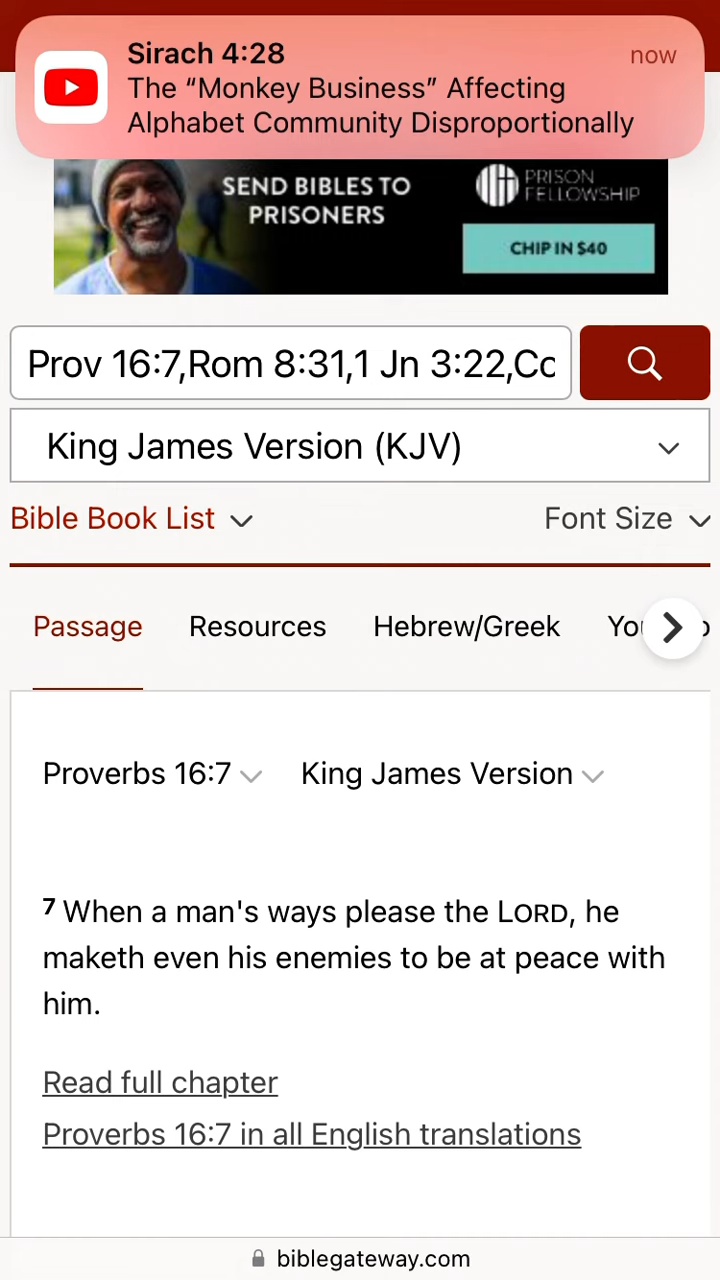 Sirach 4:28
now
The “Monkey Business” Affecting
Alphabet Community Disproportionally
SEND BIBLES TO
PRISONERS
PRISON
FELLOWSHIP
CHIP IN $40
Prov 16:7,Rom 8:31,1 Jn 3:22,Co
King James Version (KJV)
Bible Book List
Font Size
Passage
Resources
Hebrew/Greek
Proverbs 16:7
King James Version
7 When a man's ways please the LORD, he
maketh even his enemies to be at peace with
him.
Read full chapter
Proverbs 16:7 in all English translations
biblegateway.com